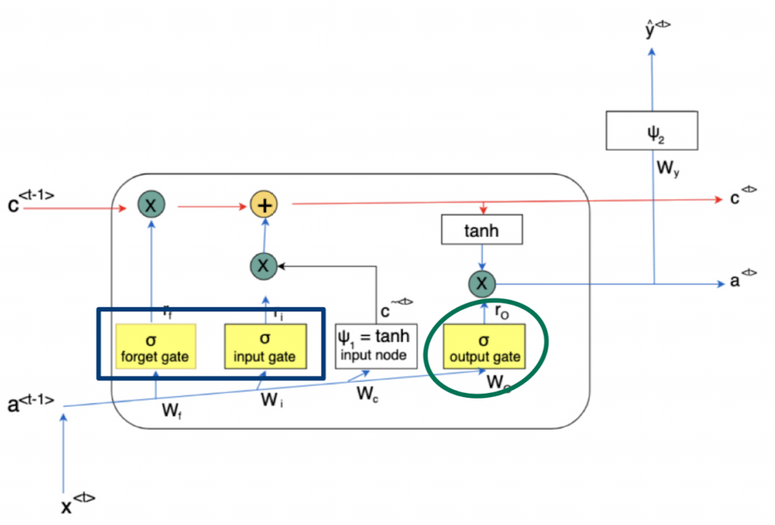 ŷ<t>
ψ₂
Wy
c<t-1>
x
+
c<t>
tanh
x
x
a<t>
c~<t>
rf
ri
rO
σ
forget gate
σ
input gate
ψ₁ = tanh
input node
σ
output gate
a<t-1>
Wf
Wi
Wc
Wo
x<t>